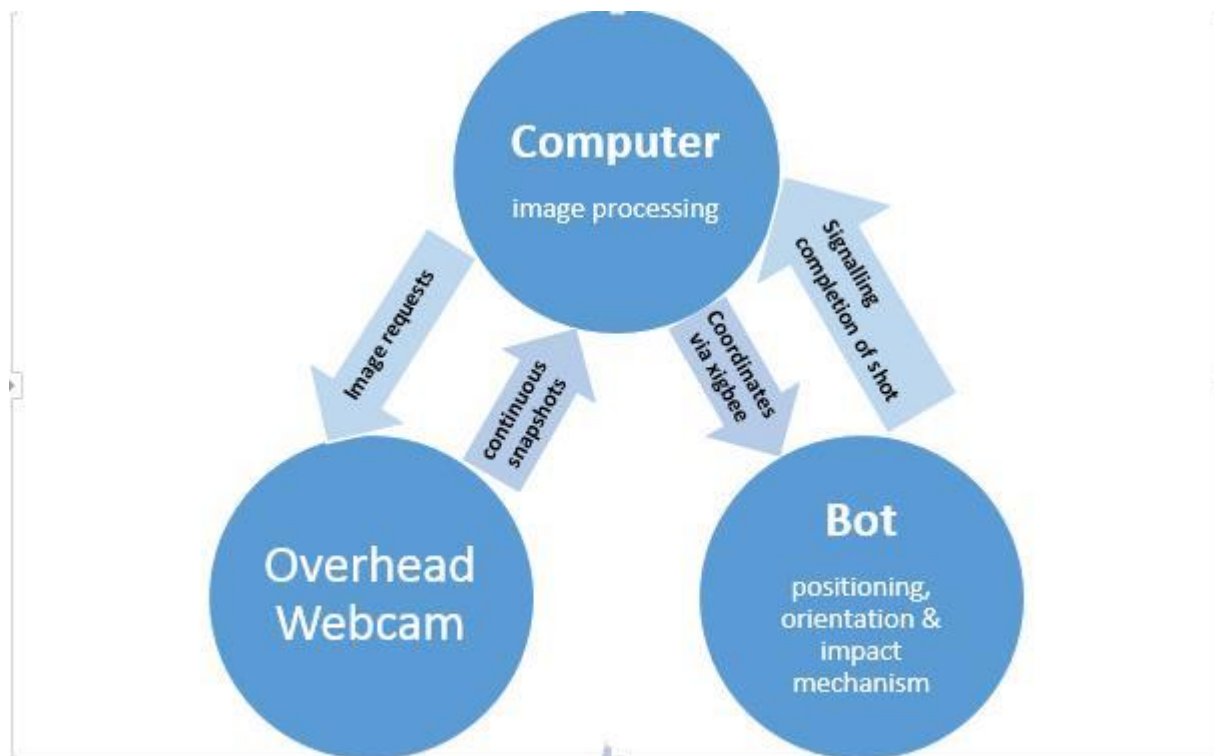 Computer
image processing
Image requests
continuous
snapshots
Coordinates
via xigbee
Signalling
completion of shot
Overhead
Webcam
Bot
positioning,
orientation &
impact
mechanism